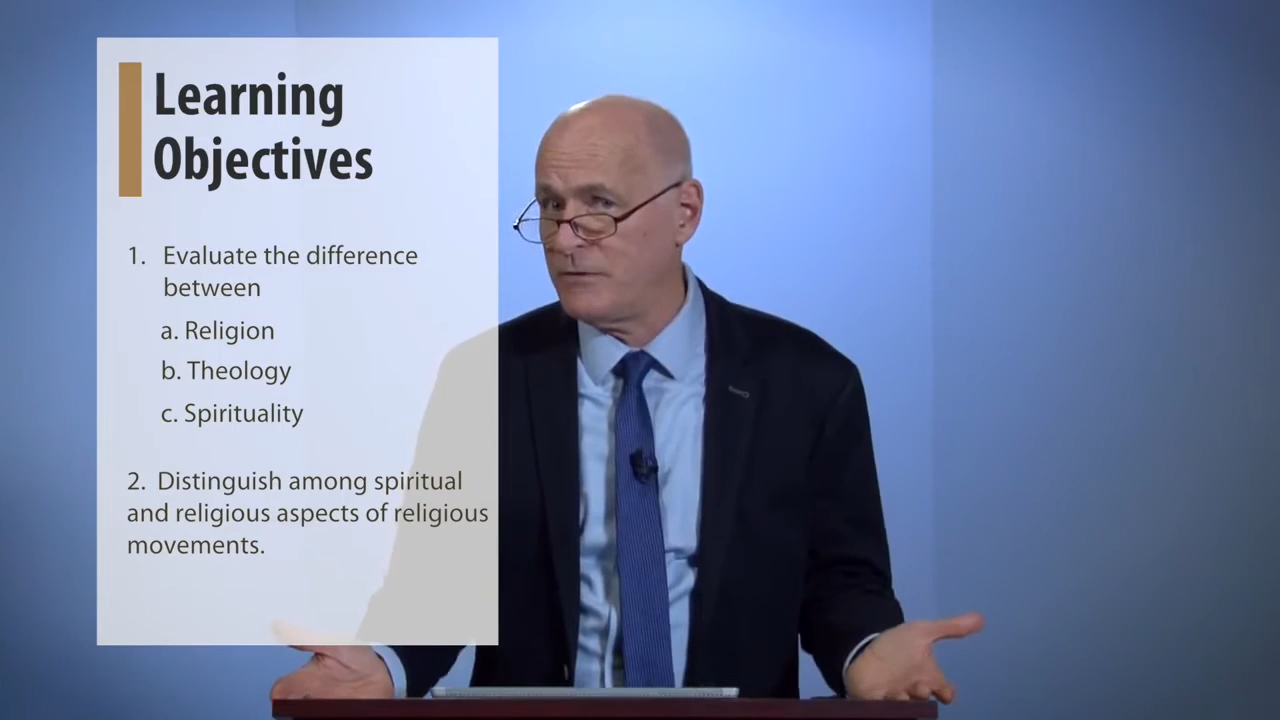 Learning
Objectives
1. Evaluate the difference
between
a. Religion
b. Theology
c. Spirituality
2. Distinguish among spiritual
and religious aspects of religious
movements.